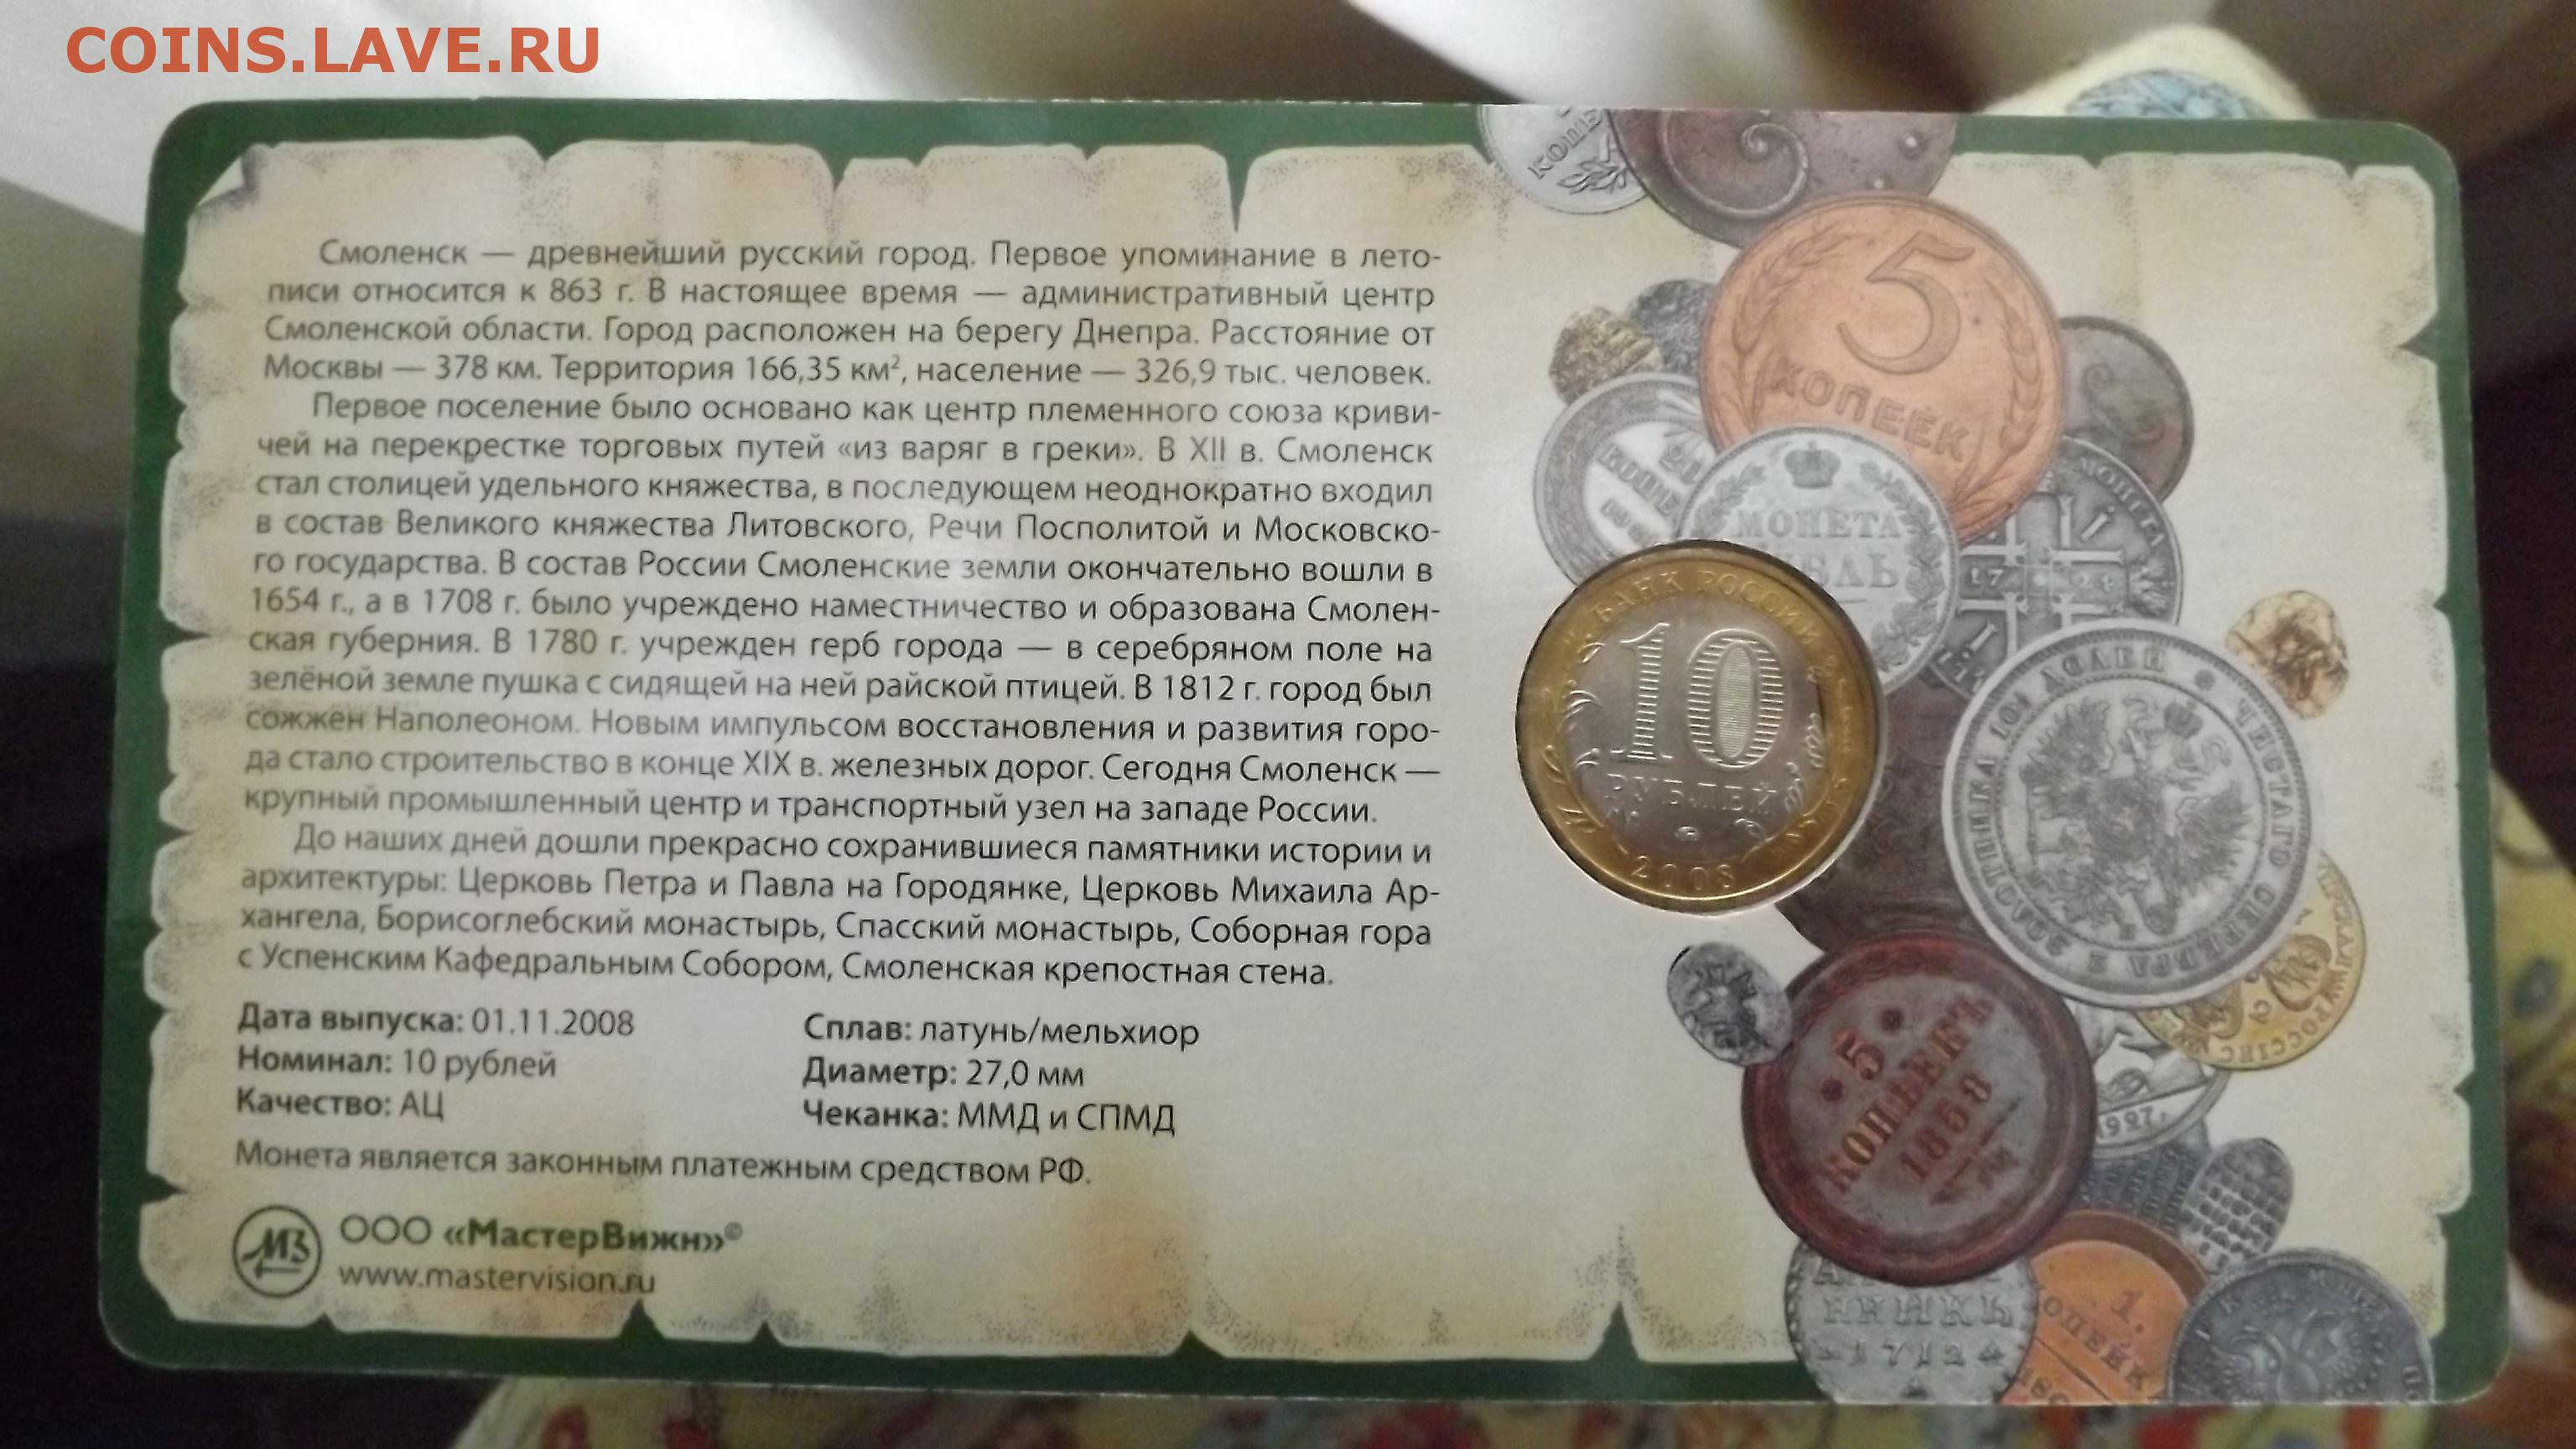 COINS.LAVE.RU
Смоленск — древнейший русский город. Первое упоминание в лето-
писи относится к 863 г. В настоящее время — административный центр
Смоленской области. Город расположен на берегу Днепра. Расстояние от
Москвы — 378 км. Территория 166,35 км², население — 326,9 тыс. человек.
Первое поселение было основано как центр племенного союза криви-
чей на перекрестке торговых путей «из варяг в греки». В XII в. Смоленск
стал столицей удельного княжества, в последующем неоднократно входил
в состав Великого княжества Литовского, Речи Посполитой и Московско-
го государства. В состав России Смоленские земли окончательно вошли в
1654 г., а в 1708 г. было учреждено наместничество и образована Смолен-
ская губерния. В 1780 г. учрежден герб города — в серебряном поле на
зелёной земле пушка с сидящей на ней райской птицей. В 1812 г. город был
сожжен Наполеоном. Новым импульсом восстановления и развития горо-
да стало строительство в конце XIX в. железных дорог. Сегодня Смоленск —
крупный промышленный центр и транспортный узел на западе России.
До наших дней дошли прекрасно сохранившиеся памятники истории и
архитектуры: Церковь Петра и Павла на Городянке, Церковь Михаила Ар-
хангела, Борисоглебский монастырь, Спасский монастырь, Соборная гора
с Успенским Кафедральным Собором, Смоленская крепостная стена.
Дата выпуска: 01.11.2008
Номинал: 10 рублей
Качество: АЦ
Сплав: латунь/мельхиор
Диаметр: 27,0 мм
Чеканка: ММД и СПМД
Монета является законным платежным средством РФ.
МЗ
ООО «МастерВижн»©
www.mastervision.ru
5
КОПЕЕК
МОНЕТА
БАНК РОССИИ
10
РУБЛЕЙ
2008
ЧИСТАГО СЕРЕБРА 4 ЗОЛОТНИКА 10½ ДОЛЕЙ
5
КОПѢЕКЪ
1858